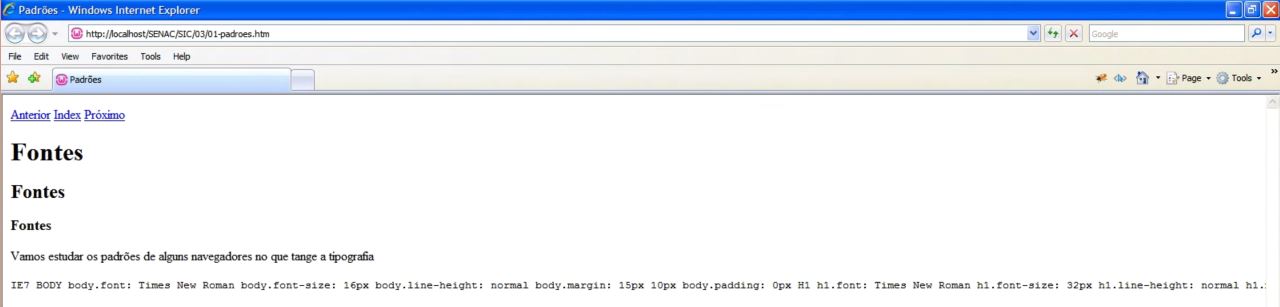 Padrões - Windows Internet Explorer
http://localhost/SENAC/SIC/03/01-padroes.htm
Google
File Edit View Favorites Tools Help
Padrões
Page Tools
Anterior Index Próximo
Fontes
Fontes
Fontes
Vamos estudar os padrões de alguns navegadores no que tange a tipografia
IE7 BODY body.font: Times New Roman body.font-size: 16px body.line-height: normal body.margin: 15px 10px body.padding: 0px H1 h1.font: Times New Roman h1.font-size: 32px h1.line-height: normal h1.